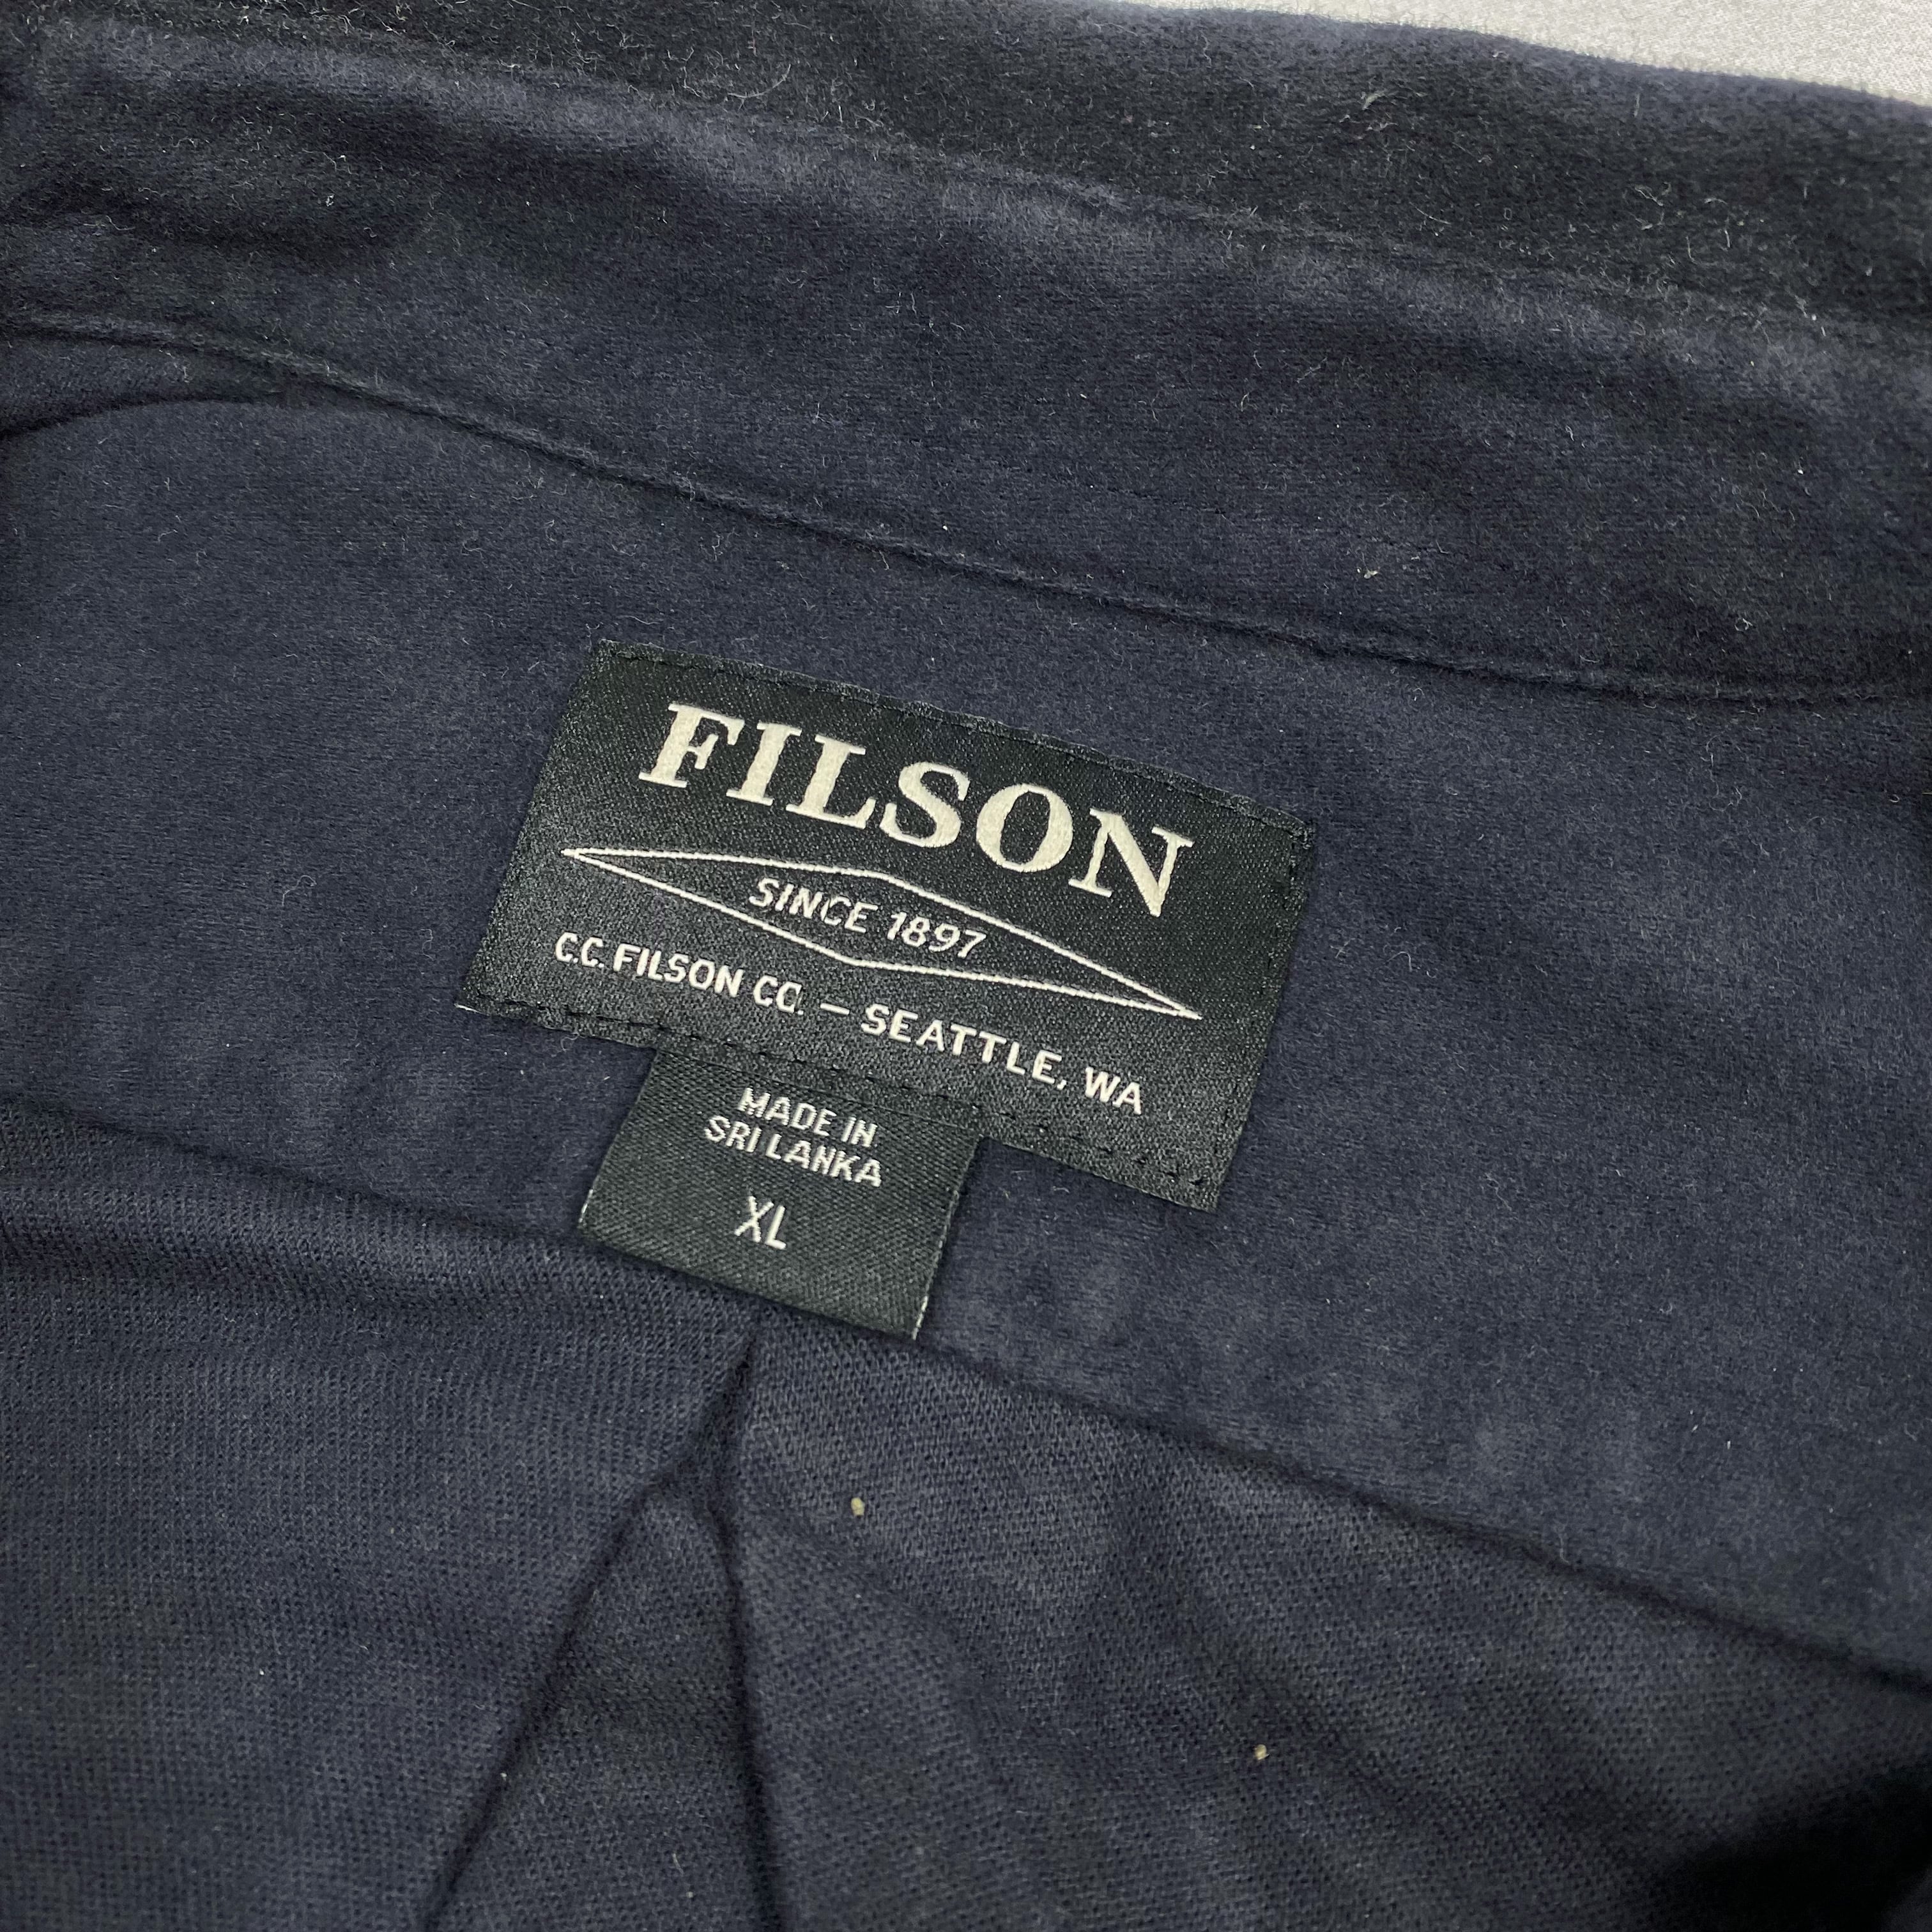 FILSON
SINCE 1897
C.C. FILSON CO. — SEATTLE, WA
MADE IN
SRI LANKA
XL